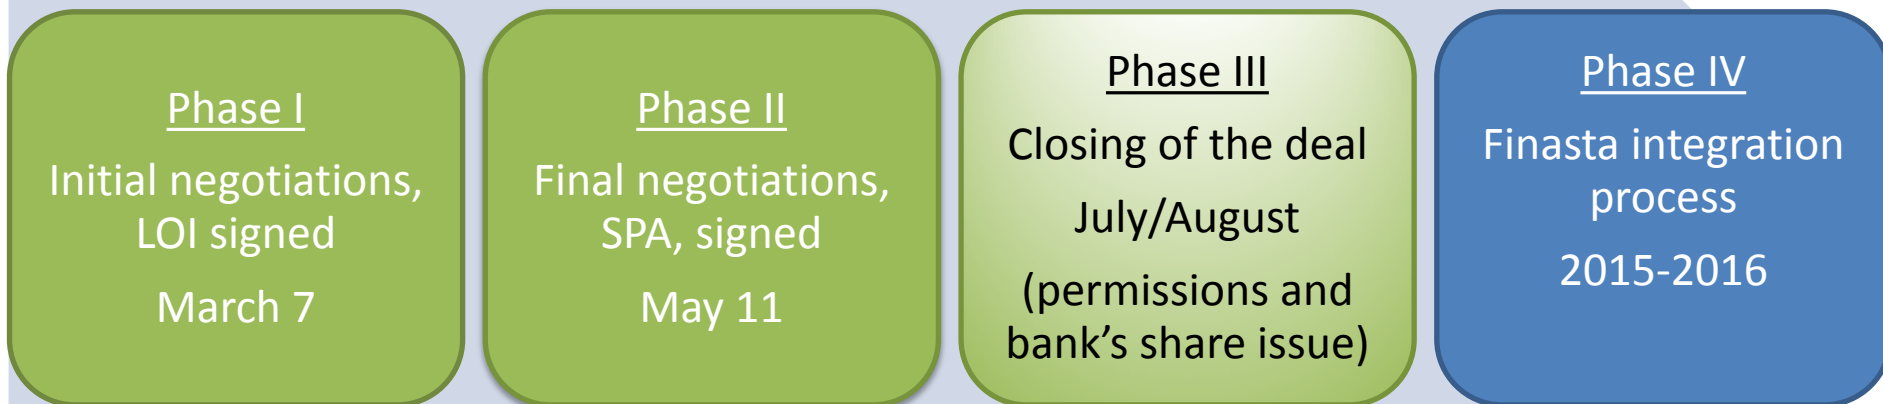 Phase I
Initial negotiations,
LOI signed
March 7
Phase II
Final negotiations,
SPA, signed
May 11
Phase III
Closing of the deal
July/August
(permissions and
bank’s share issue)
Phase IV
Finasta integration
process
2015-2016